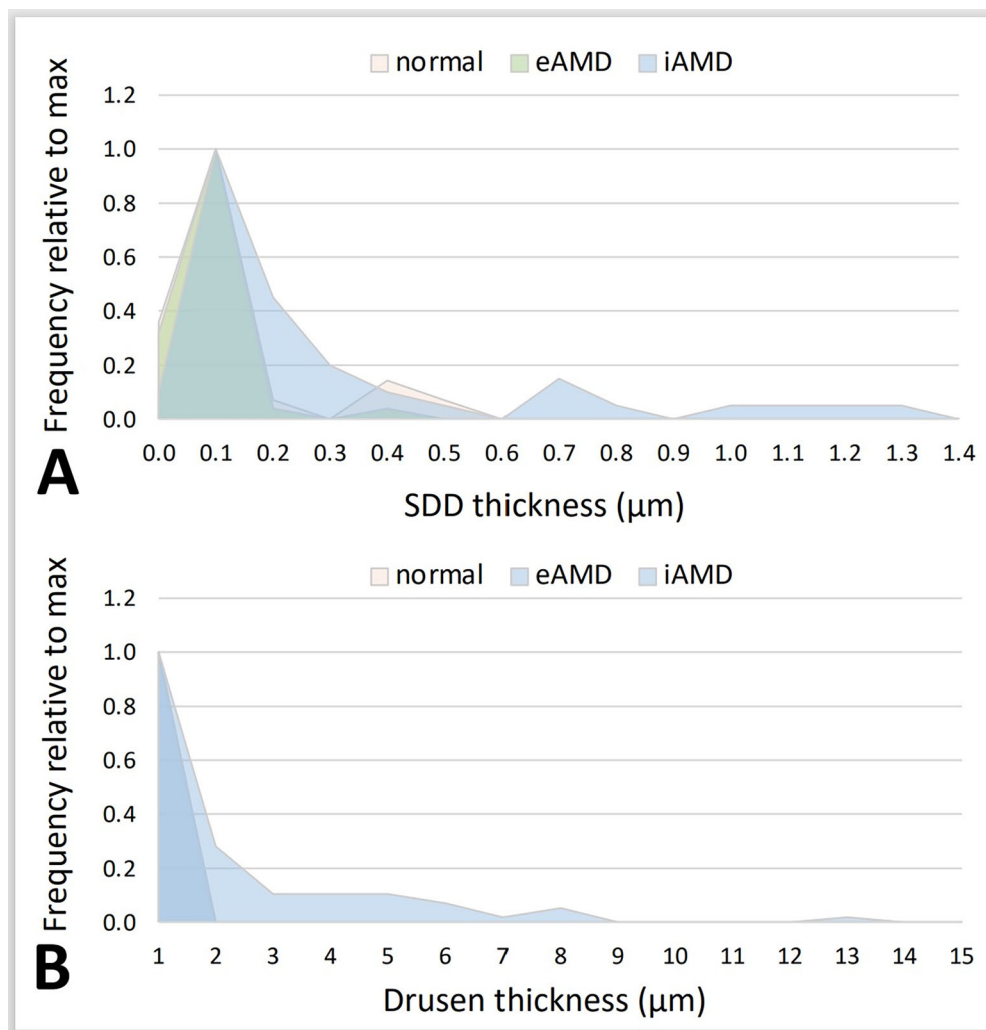 normal eAMD iAMD
Frequency relative to max
1.2
1.0
0.8
0.6
0.4
0.2
0.0
0.0 0.1 0.2 0.3 0.4 0.5 0.6 0.7 0.8 0.9 1.0 1.1 1.2 1.3 1.4
A
SDD thickness (µm)
normal eAMD iAMD
Frequency relative to max
1.2
1.0
0.8
0.6
0.4
0.2
0.0
1 2 3 4 5 6 7 8 9 10 11 12 13 14 15
B
Drusen thickness (µm)